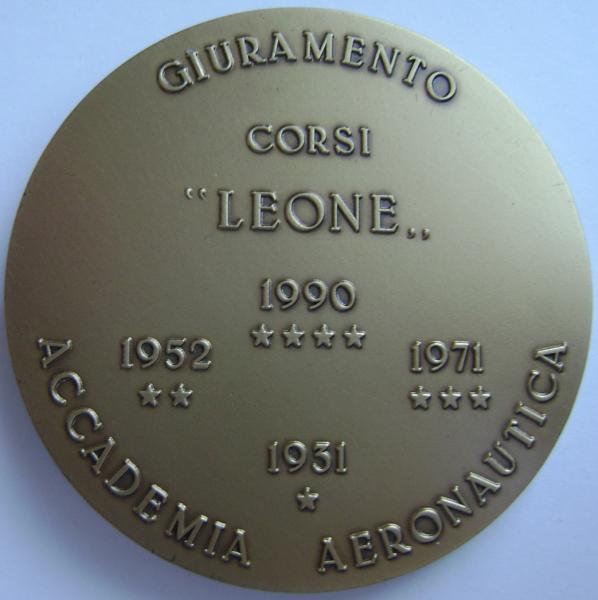 GIURAMENTO
CORSI
"LEONE„
1990
★★★★
1952
★★
1971
★★★
1931
★
ACCADEMIA AERONAUTICA